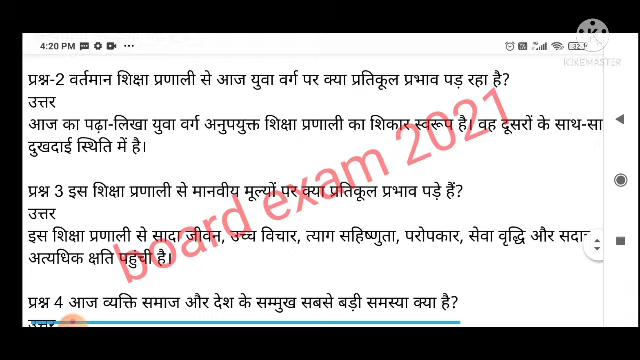 4:20 PM
KINEMASTER
प्रश्न-2 वर्तमान शिक्षा प्रणाली से आज युवा वर्ग पर क्या प्रतिकूल प्रभाव पड़ रहा है?
उत्तर
आज का पढ़ा-लिखा युवा वर्ग अनुपयुक्त शिक्षा प्रणाली का शिकार स्वरूप है। वह दूसरों के साथ-सा
दुखदाई स्थिति में है।
board exam 2021
प्रश्न 3 इस शिक्षा प्रणाली से मानवीय मूल्यों पर क्या प्रतिकूल प्रभाव पड़े हैं?
उत्तर
इस शिक्षा प्रणाली से सादा जीवन, उच्च विचार, त्याग सहिष्णुता, परोपकार, सेवा वृद्धि और
अत्यधिक क्षति पहुंची है।
प्रश्न 4 आज व्यक्ति समाज और देश के सम्मुख सबसे बड़ी समस्या क्या है?
उत्तर